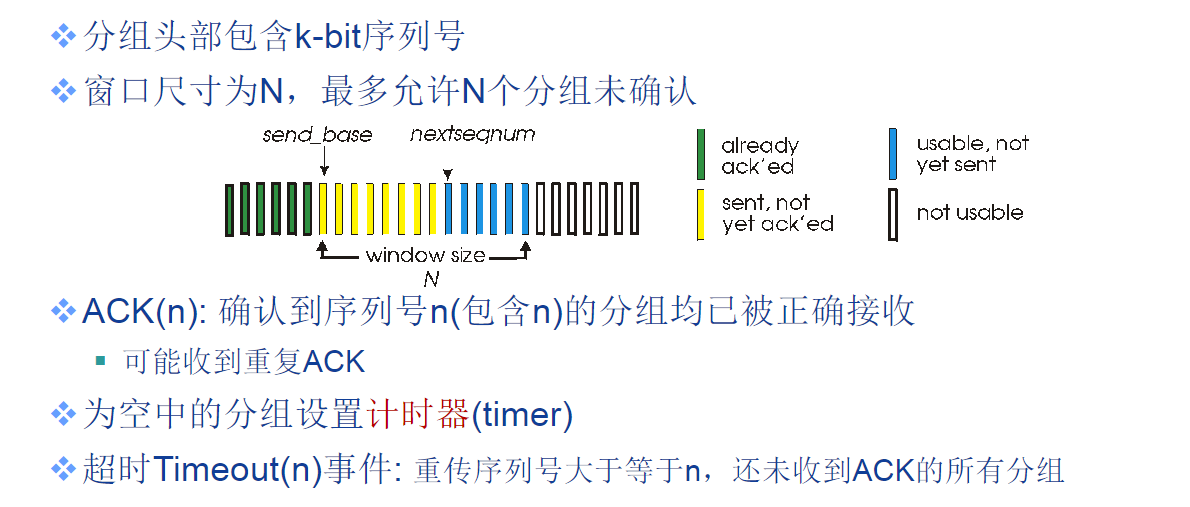 分组头部包含k-bit序列号
窗口尺寸为N，最多允许N个分组未确认
send_base
nextseqnum
already
ack'ed
usable, not
yet sent
sent, not
yet ack'ed
not usable
window size
N
ACK(n): 确认到序列号n(包含n)的分组均已被正确接收
可能收到重复ACK
为空中的分组设置计时器(timer)
超时Timeout(n)事件: 重传序列号大于等于n，还未收到ACK的所有分组